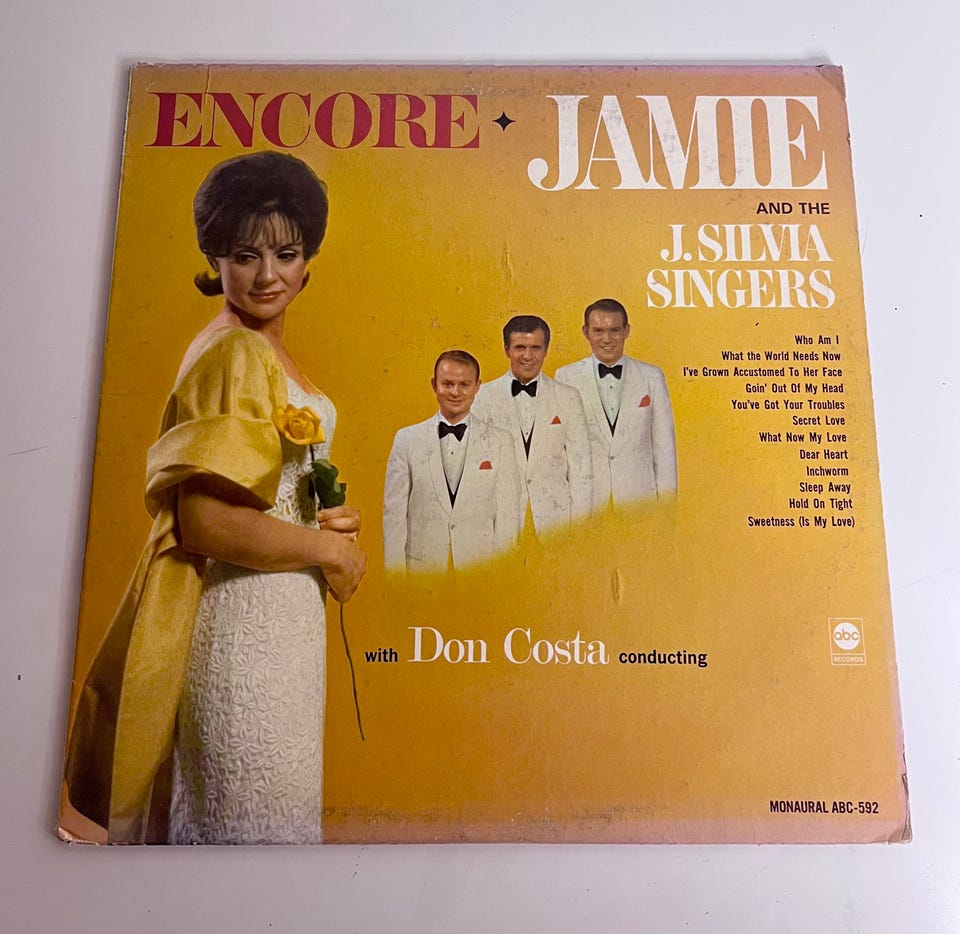 ENCORE ✦ JAMIE
AND THE
J. SILVIA
SINGERS
Who Am I
What the World Needs Now
I've Grown Accustomed To Her Face
Goin' Out Of My Head
You've Got Your Troubles
Secret Love
What Now My Love
Dear Heart
Inchworm
Sleep Away
Hold On Tight
Sweetness (Is My Love)
with Don Costa conducting
abc
RECORDS
MONAURAL ABC-592